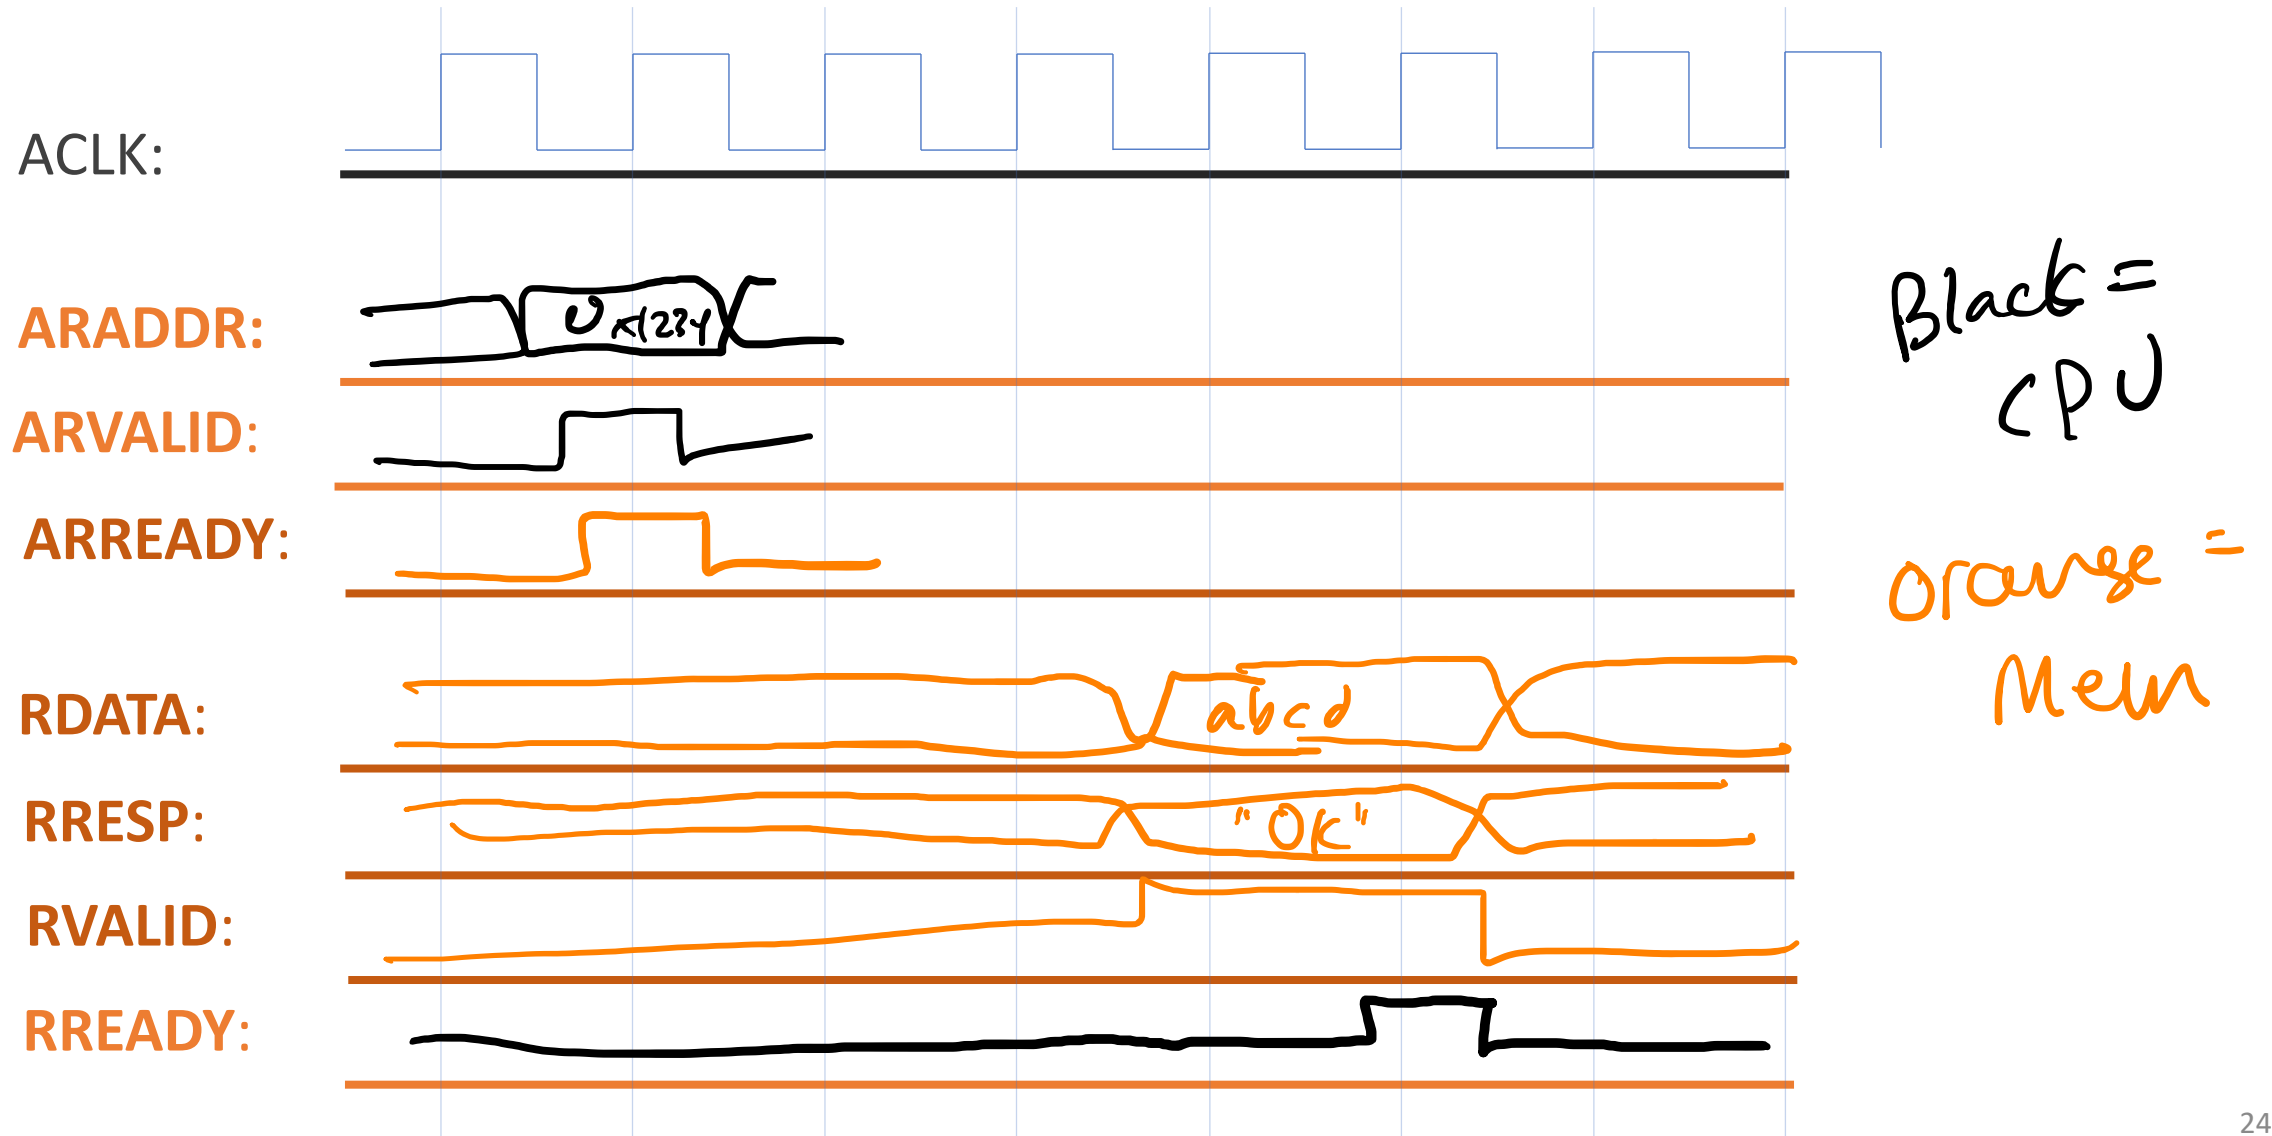 ACLK:
ARADDR:
0x1234
ARVALID:
ARREADY:
RDATA:
abcd
RRESP:
"OK"
RVALID:
RREADY:
Black =
CPU
Orange =
Mem
24